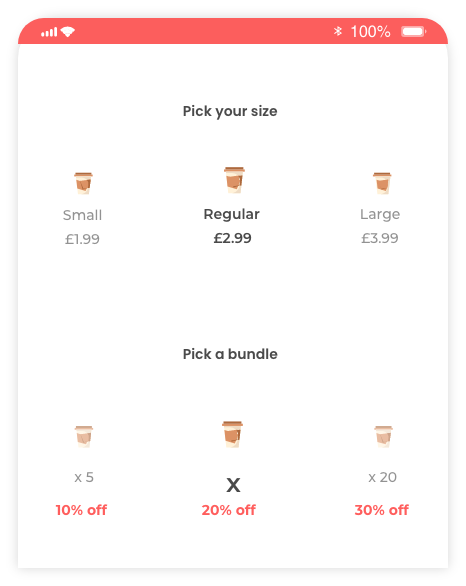 100%
Pick your size
Small Regular Large
£1.99 £2.99 £3.99
Pick a bundle
x 5 x x 20
10% off 20% off 30% off